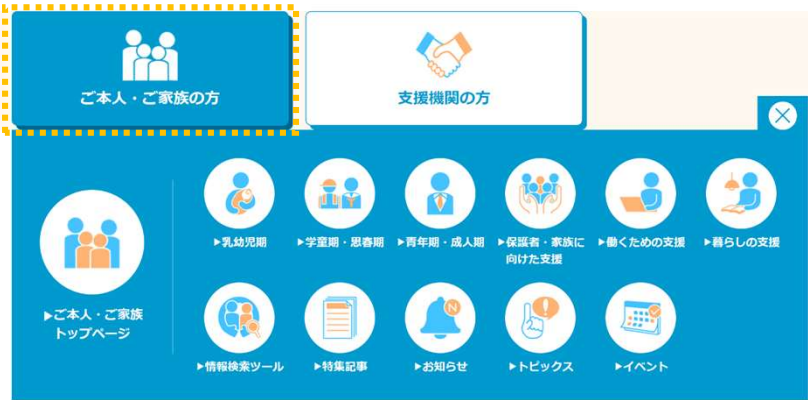 ご本人・ご家族の方
支援機関の方
▶ご本人・ご家族
トップページ
▶乳幼児期
▶学童期・思春期
▶青年期・成人期
▶保護者・家族に
向けた支援
▶働くための支援
▶暮らしの支援
▶情報検索ツール
▶特集記事
▶お知らせ
N
▶トピックス
▶イベント